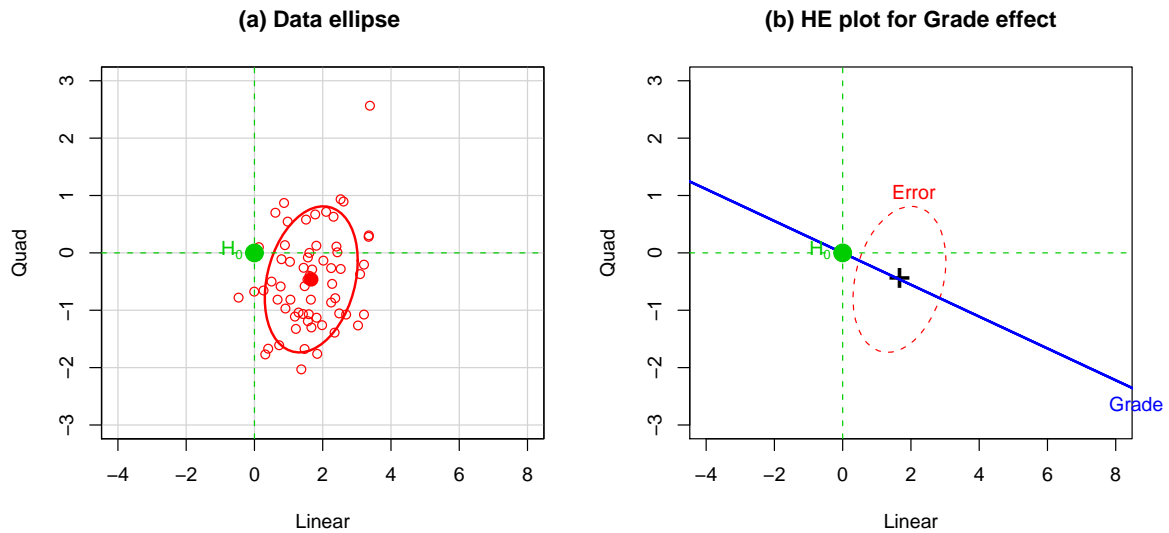 (a) Data ellipse
3
2
1
0
−1
−2
−3
Quad
H0
−4 −2 0 2 4 6 8
Linear
(b) HE plot for Grade effect
3
2
1
0
−1
−2
−3
Quad
Error
H0
Grade
−4 −2 0 2 4 6 8
Linear